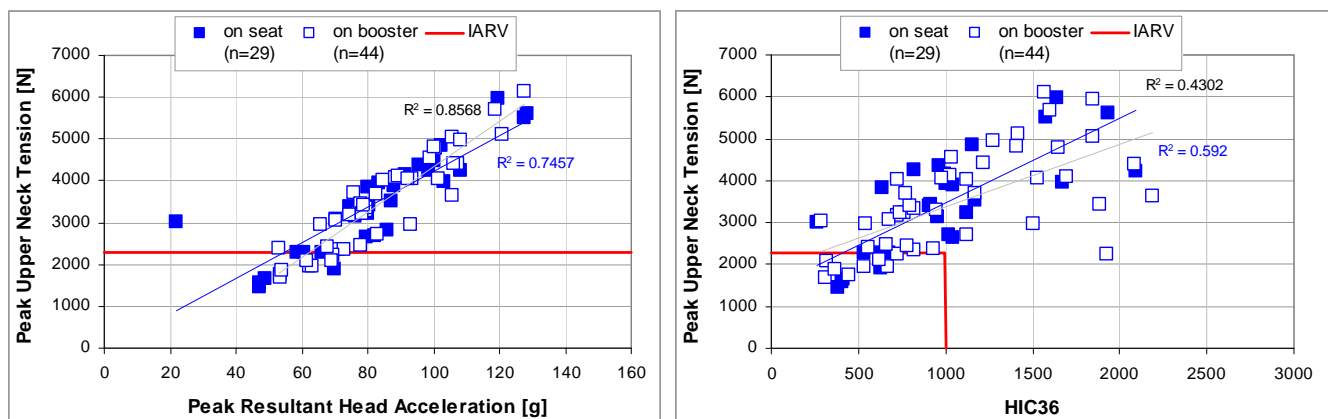 on seat on booster IARV
(n=29) (n=44)
Peak Upper Neck Tension [N]
7000
6000
5000
4000
3000
2000
1000
0
R² = 0.8568
R² = 0.7457
0 20 40 60 80 100 120 140 160
Peak Resultant Head Acceleration [g]
on seat on booster IARV
(n=29) (n=44)
Peak Upper Neck Tension [N]
7000
6000
5000
4000
3000
2000
1000
0
R² = 0.4302
R² = 0.592
0 500 1000 1500 2000 2500 3000
HIC36